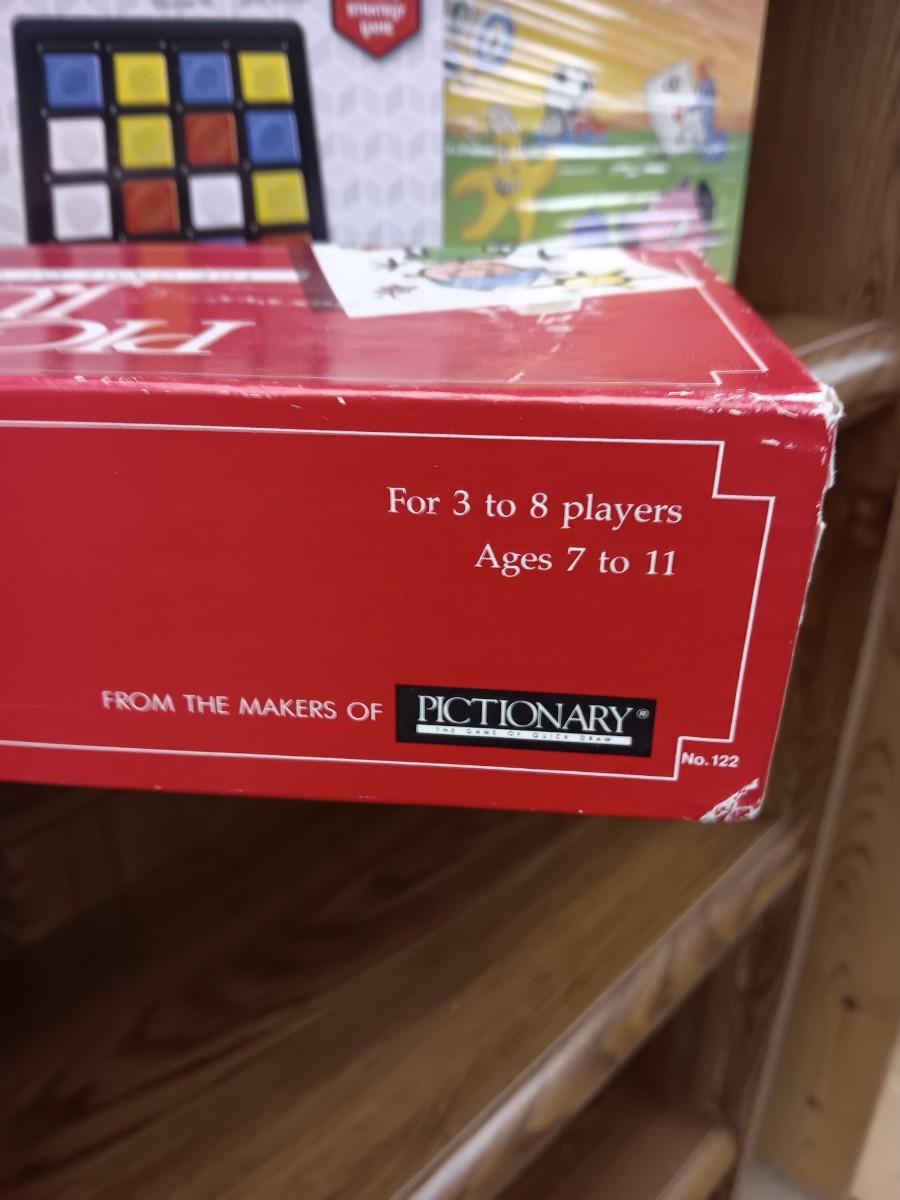 For 3 to 8 players
Ages 7 to 11
FROM THE MAKERS OF PICTIONARY®
THE GAME OF QUICK DRAW
No.122